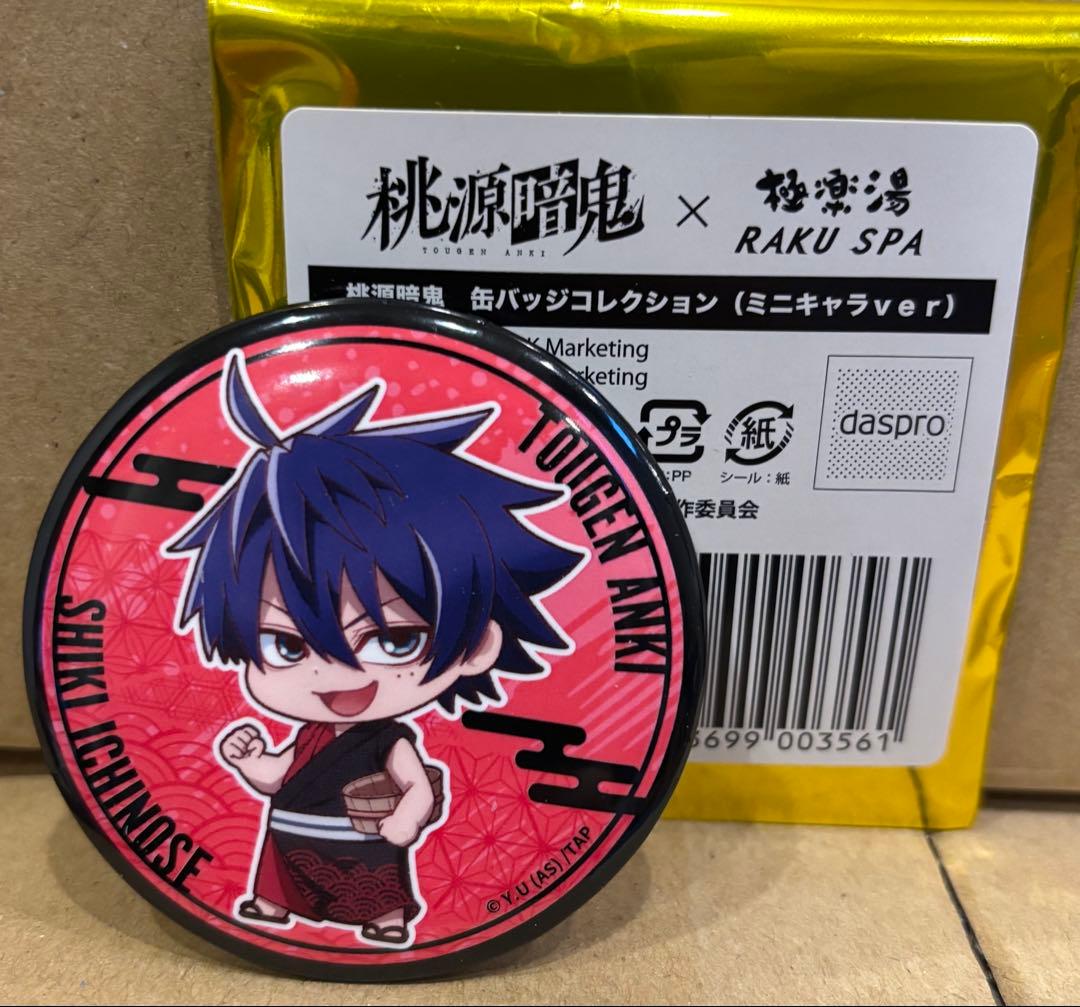 桃源暗鬼 × 極楽湯
TOUGEN ANKI RAKU SPA
桃源暗鬼 缶バッジコレクション（ミニキャラver）
Marketing
rketing
プラ 紙
:PP シール:紙
daspro
作委員会
699 003561
TOUGEN ANKI
SHIKI ICHINOSE
© Y.U (AS) /TAP